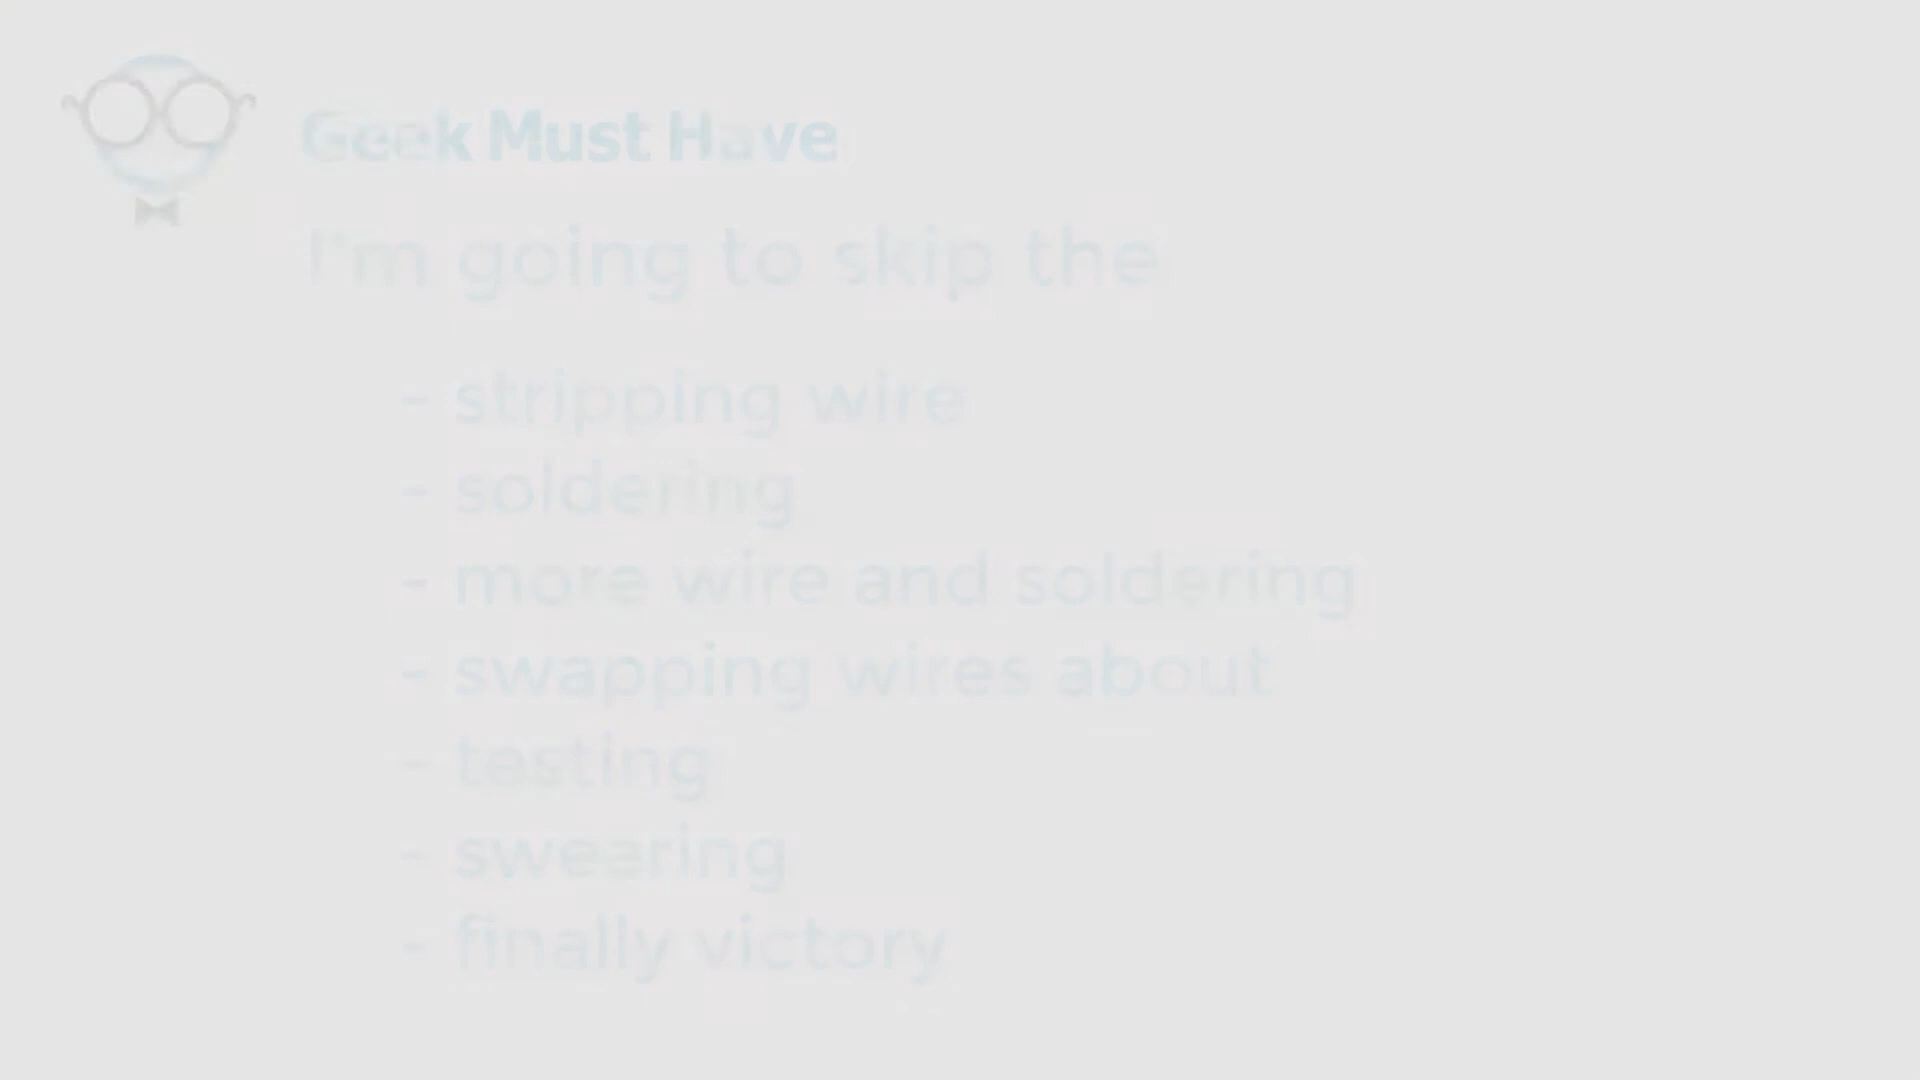 Geek Must Have
I'm going to skip the
- stripping wire
- soldering
- more wire and soldering
- swapping wires about
- testing
- swearing
- finally victory